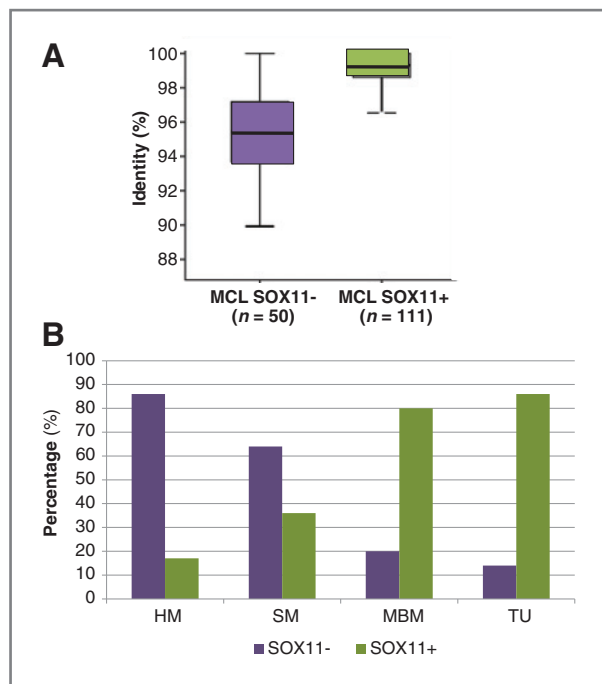 A
Identity (%)
100
98
96
94
92
90
88
MCL SOX11-
(n = 50)
MCL SOX11+
(n = 111)
B
Percentage (%)
100
90
80
70
60
50
40
30
20
10
0
HM
SM
MBM
TU
SOX11-
SOX11+